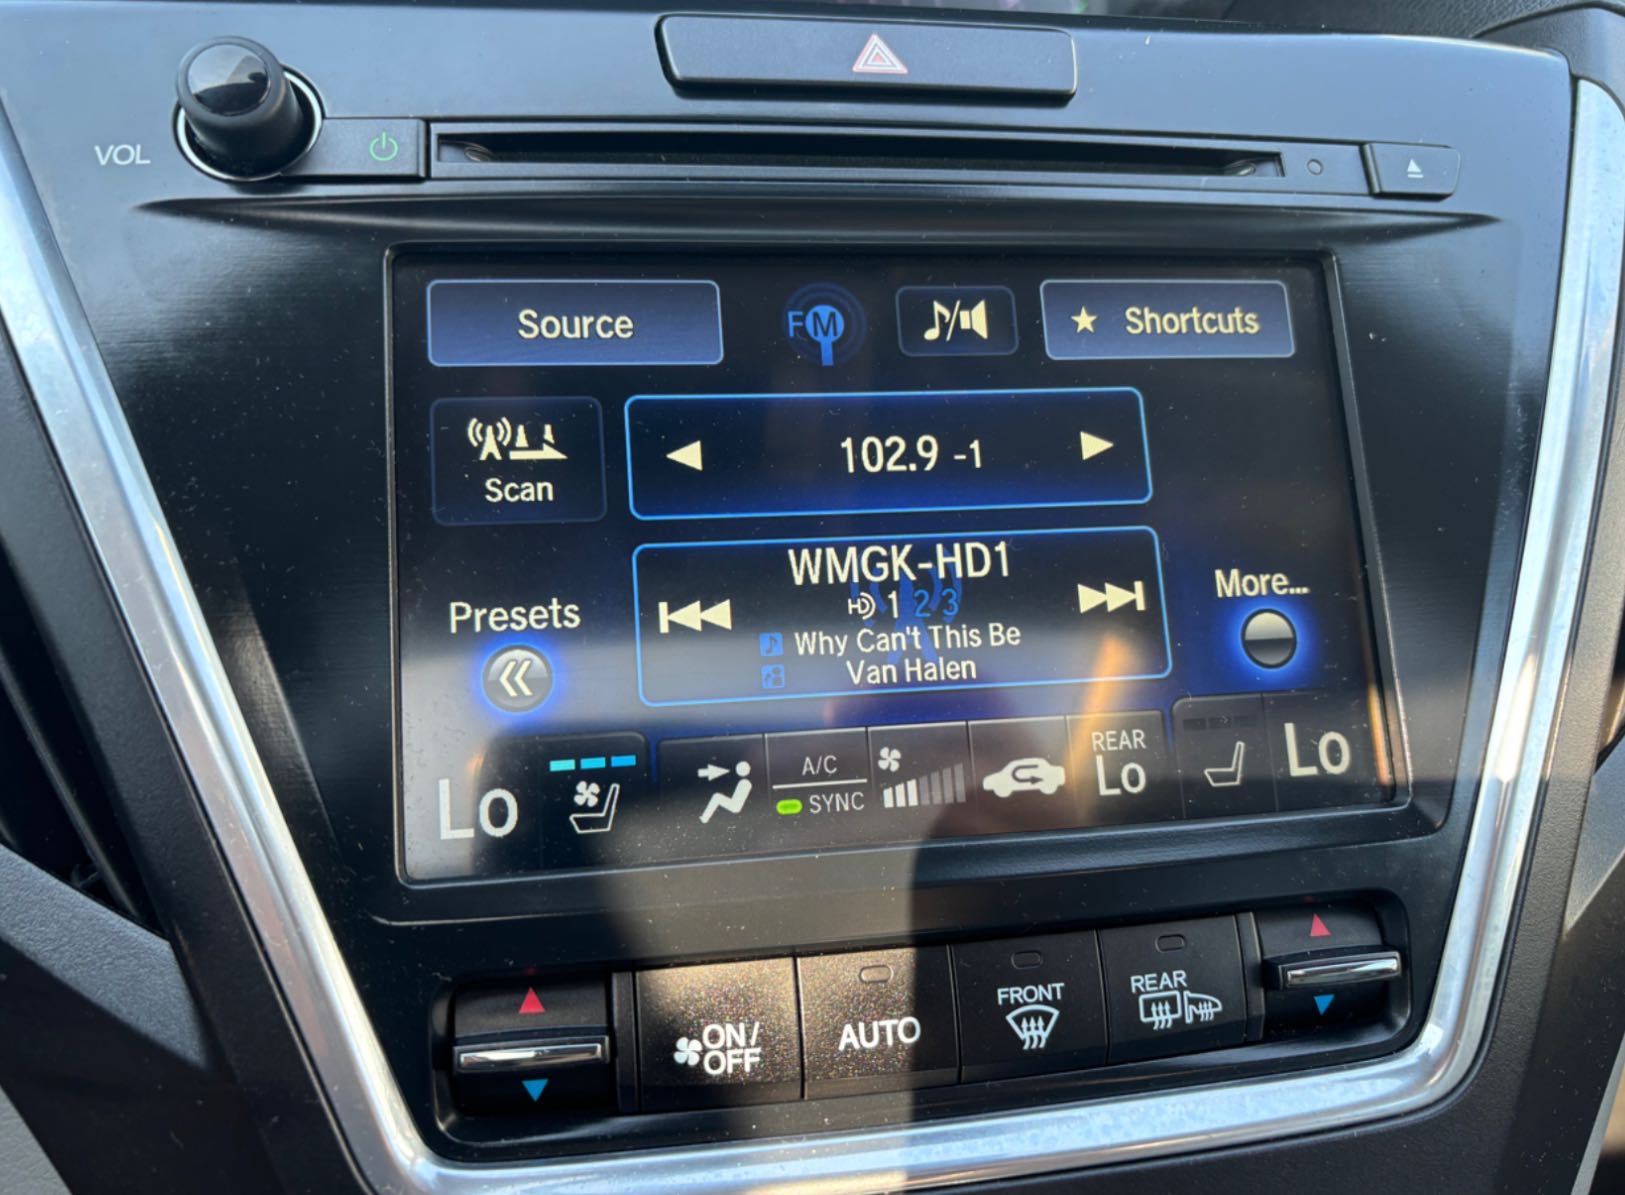 VOL
Source
FM
Shortcuts
Scan
102.9 -1
WMGK-HD1
HD 1 2 3
Why Can't This Be
Van Halen
Presets
More...
Lo
A/C
SYNC
REAR
Lo
Lo
ON/
OFF
AUTO
FRONT
REAR